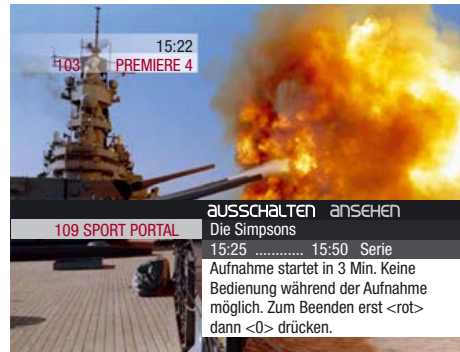 15:22
103 PREMIERE 4
AUSSCHALTEN ANSEHEN
109 SPORT PORTAL Die Simpsons
15:25 ............ 15:50 Serie
Aufnahme startet in 3 Min. Keine
Bedienung während der Aufnahme
möglich. Zum Beenden erst <rot>
dann <0> drücken.